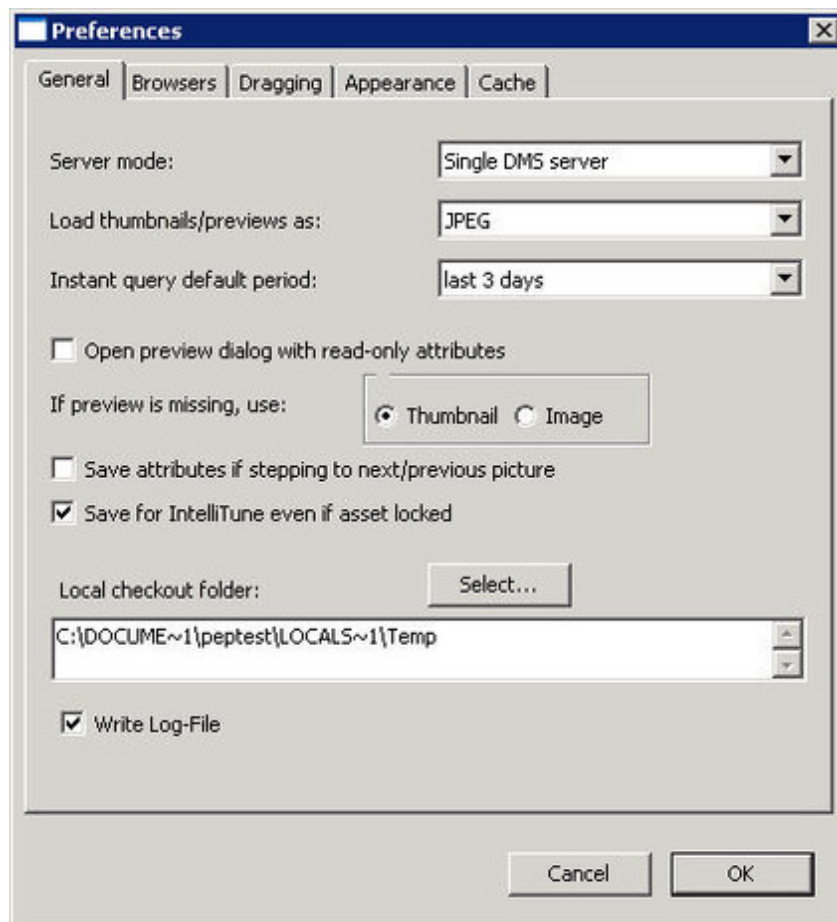 Preferences
General Browsers Dragging Appearance Cache
Server mode: Single DMS server
Load thumbnails/previews as: JPEG
Instant query default period: last 3 days
Open preview dialog with read-only attributes
If preview is missing, use: Thumbnail Image
Save attributes if stepping to next/previous picture
Save for IntelliTune even if asset locked
Local checkout folder: Select...
C:\DOCUME~1\peptest\LOCALS~1\Temp
Write Log-File
Cancel OK